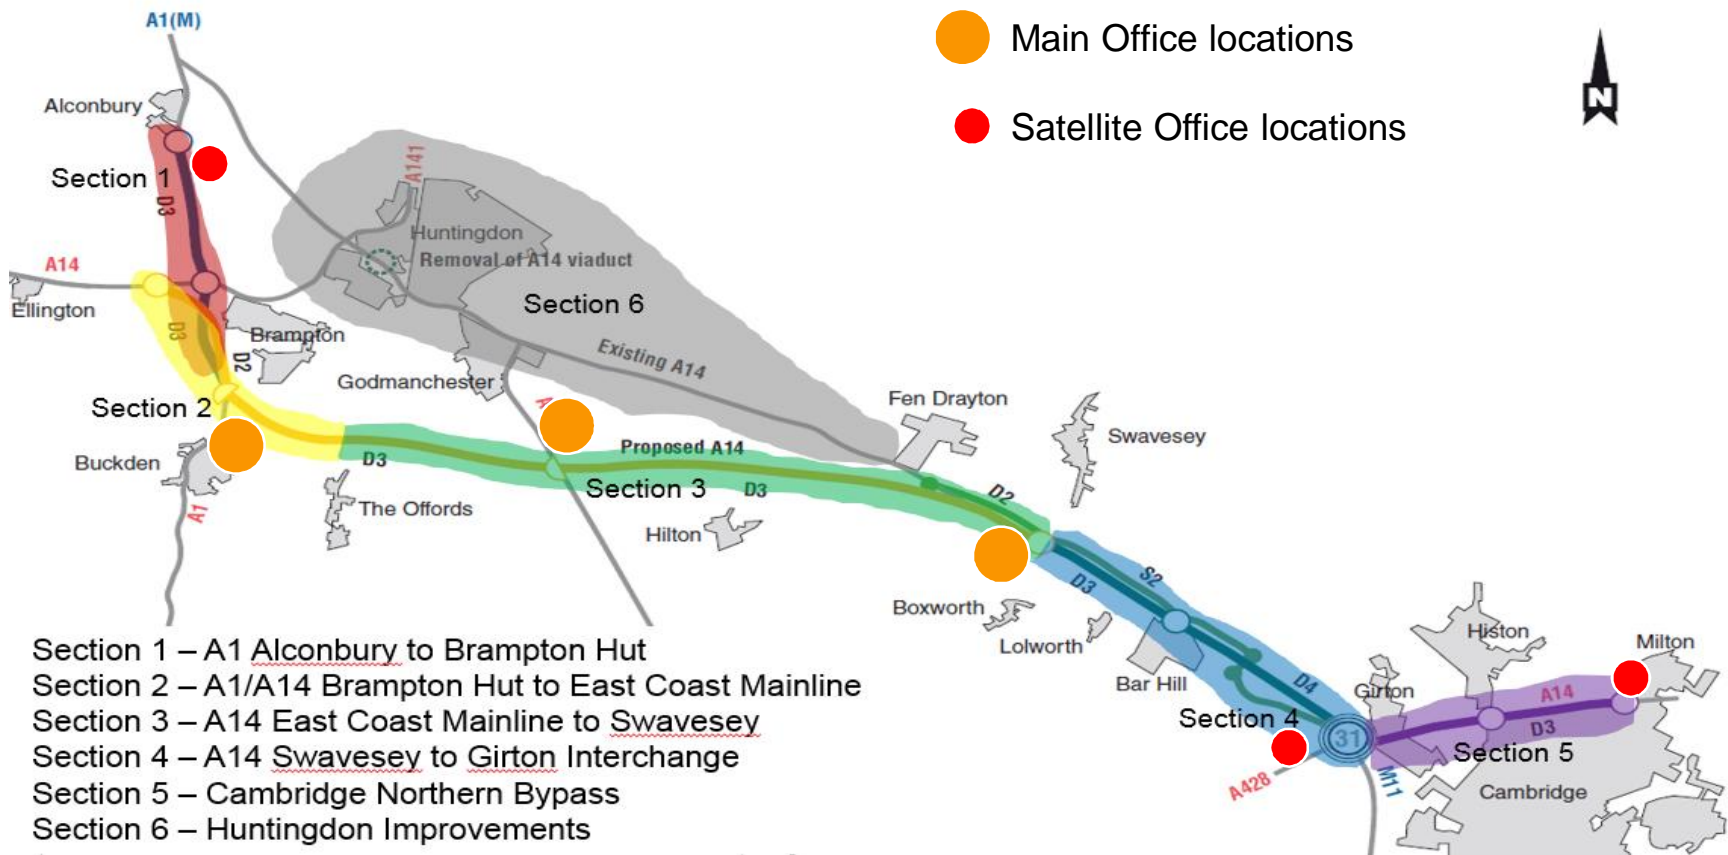 A1(M)
Main Office locations
Satellite Office locations
N
Alconbury
Section 1
D3
A141
Huntingdon
Removal of A14 viaduct
Section 6
A14
Ellington
D3
Brampton
D2
Existing A14
Godmanchester
Section 2
A
Fen Drayton
Swavesey
Buckden
D3
Proposed A14
Section 3
D3
D2
A1
The Offords
Hilton
Boxworth
Lolworth
D3
S2
Bar Hill
D4
Section 4
31
A428
M11
Girton
Histon
Milton
A14
D3
Section 5
Cambridge
Section 1 – A1 Alconbury to Brampton Hut
Section 2 – A1/A14 Brampton Hut to East Coast Mainline
Section 3 – A14 East Coast Mainline to Swavesey
Section 4 – A14 Swavesey to Girton Interchange
Section 5 – Cambridge Northern Bypass
Section 6 – Huntingdon Improvements